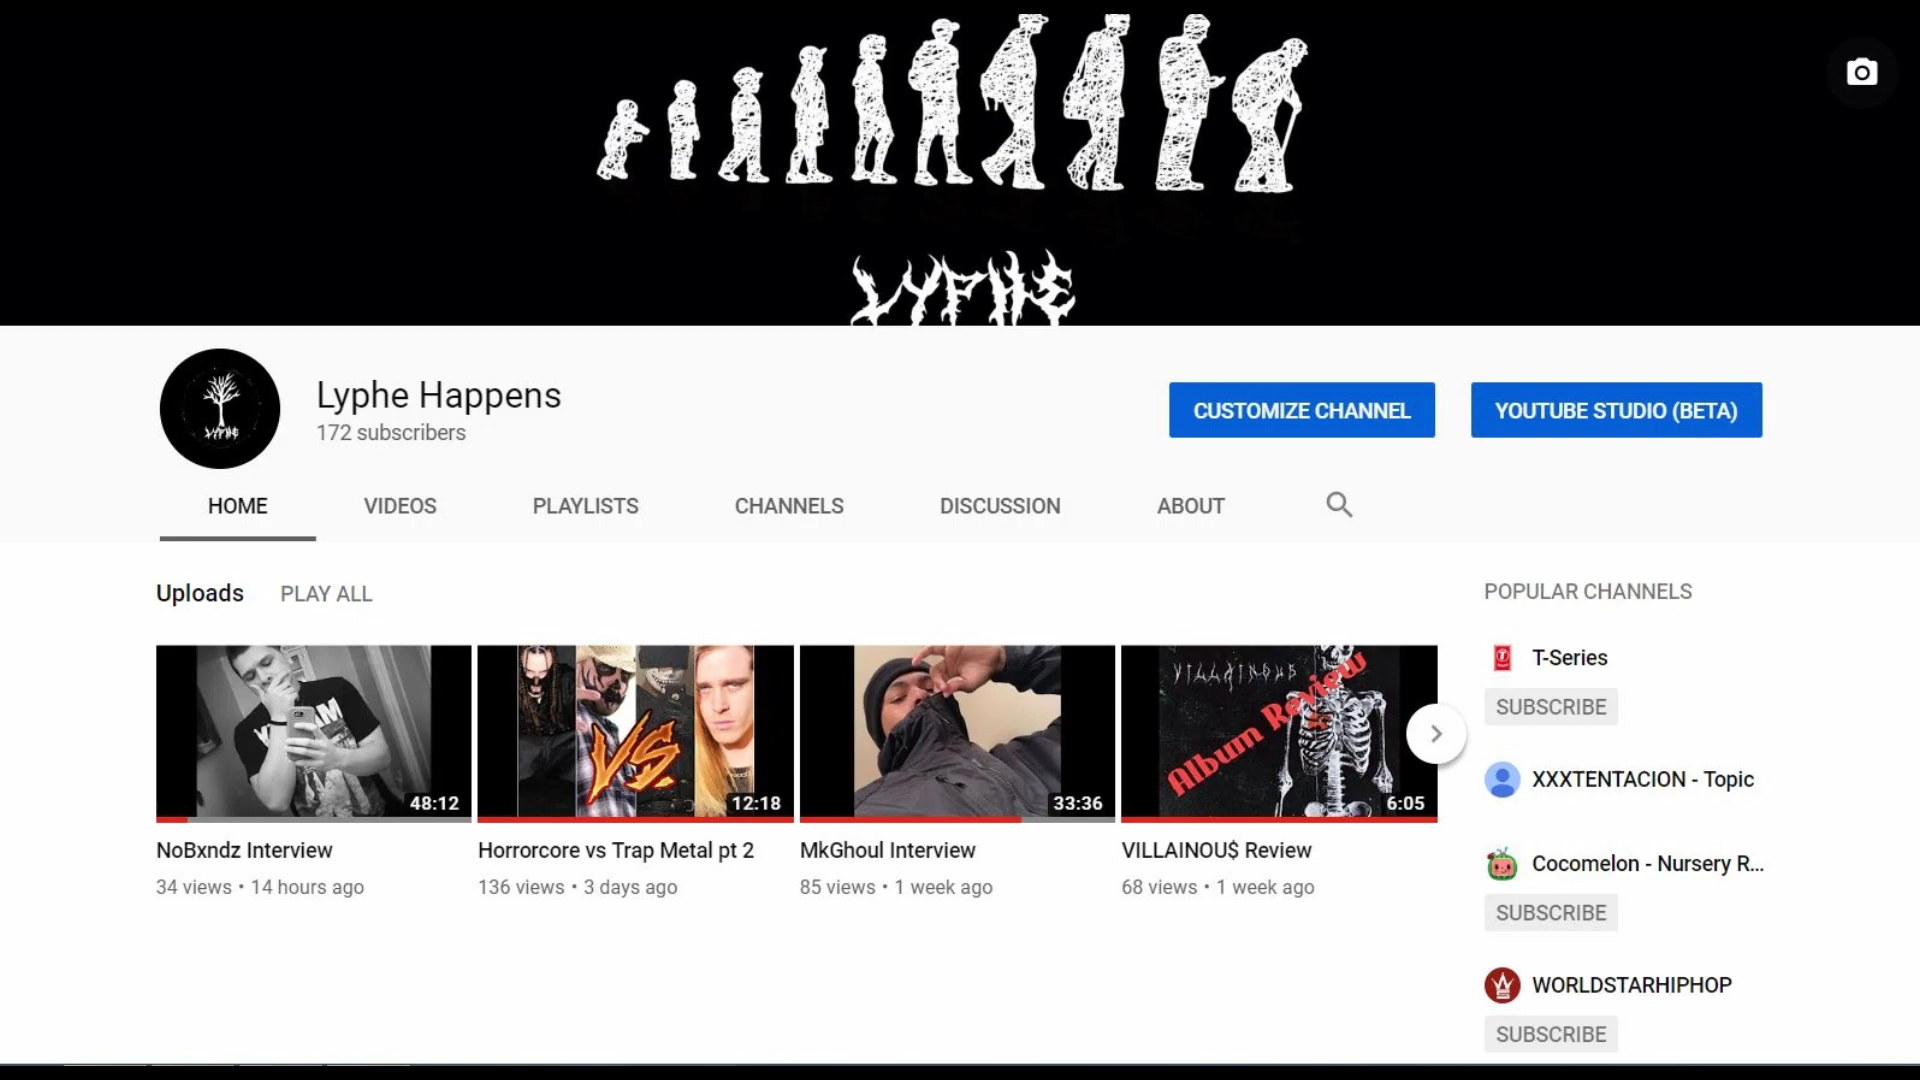 LYPHE
Lyphe Happens
172 subscribers
CUSTOMIZE CHANNEL
YOUTUBE STUDIO (BETA)
LYPHE
HOME
VIDEOS
PLAYLISTS
CHANNELS
DISCUSSION
ABOUT
Uploads
PLAY ALL
48:12
NoBxndz Interview
34 views • 14 hours ago
VS
12:18
Horrorcore vs Trap Metal pt 2
136 views • 3 days ago
33:36
MkGhoul Interview
85 views • 1 week ago
VILLAINOUS
Album Review
6:05
VILLAINOU$ Review
68 views • 1 week ago
POPULAR CHANNELS
T-Series
SUBSCRIBE
XXXTENTACION - Topic
Cocomelon - Nursery R...
SUBSCRIBE
WORLDSTARHIPHOP
SUBSCRIBE